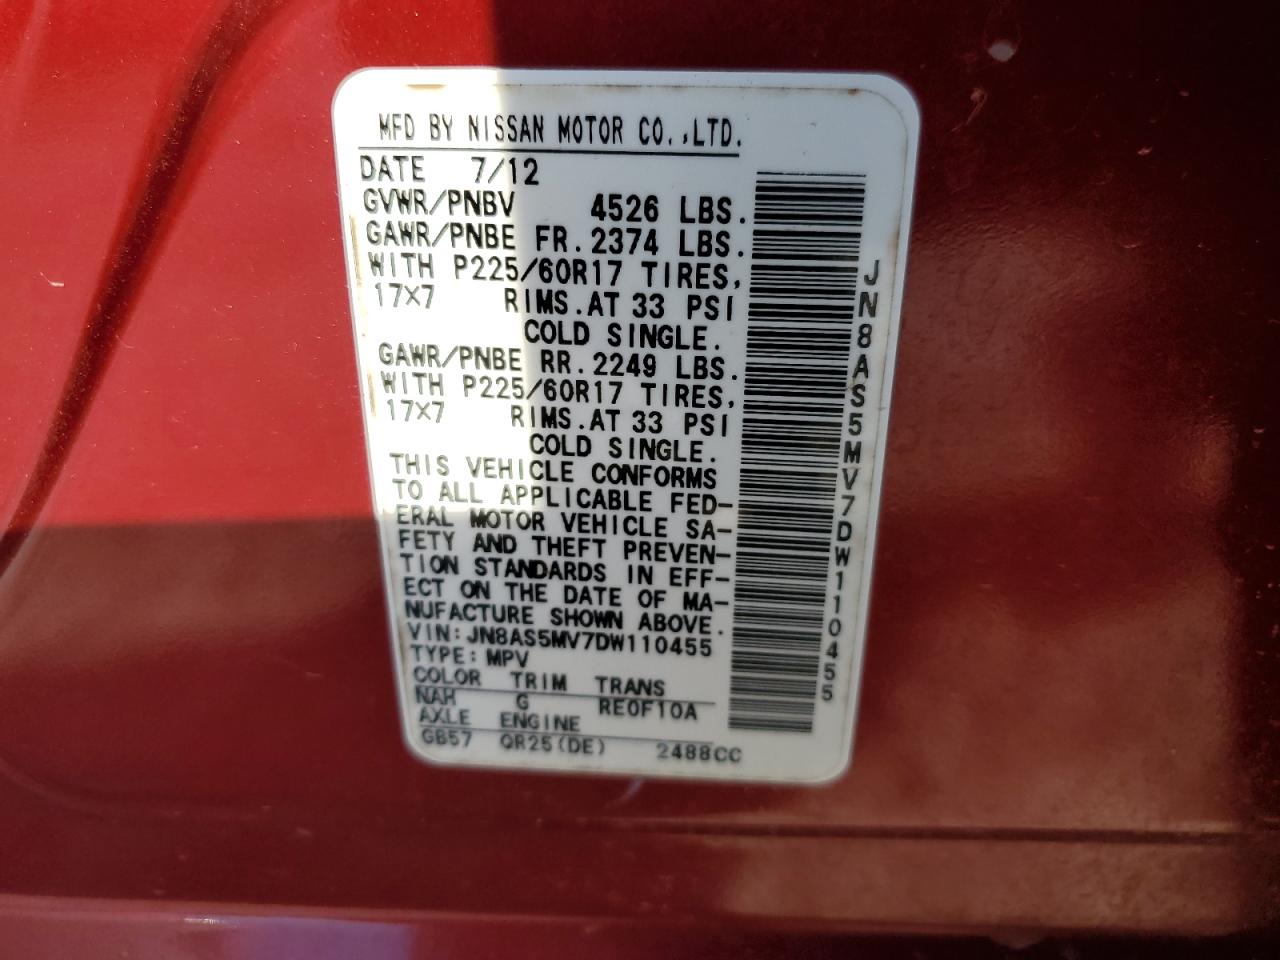 MFD BY NISSAN MOTOR CO.,LTD.
DATE 7/12
GVWR/PNBV 4526 LBS.
GAWR/PNBE FR.2374 LBS.
WITH P225/60R17 TIRES,
17×7 RIMS.AT 33 PSI
COLD SINGLE.
GAWR/PNBE RR.2249 LBS.
WITH P225/60R17 TIRES,
17×7 RIMS.AT 33 PSI
COLD SINGLE.
THIS VEHICLE CONFORMS
TO ALL APPLICABLE FED-
ERAL MOTOR VEHICLE SA-
FETY AND THEFT PREVEN-
TION STANDARDS IN EFF-
ECT ON THE DATE OF MA-
NUFACTURE SHOWN ABOVE.
VIN:JN8AS5MV7DW110455
TYPE:MPV
COLOR TRIM TRANS
NAH G RE0F10A
AXLE ENGINE
GB57 QR25(DE) 2488CC
JN8AS5MV7DW110455